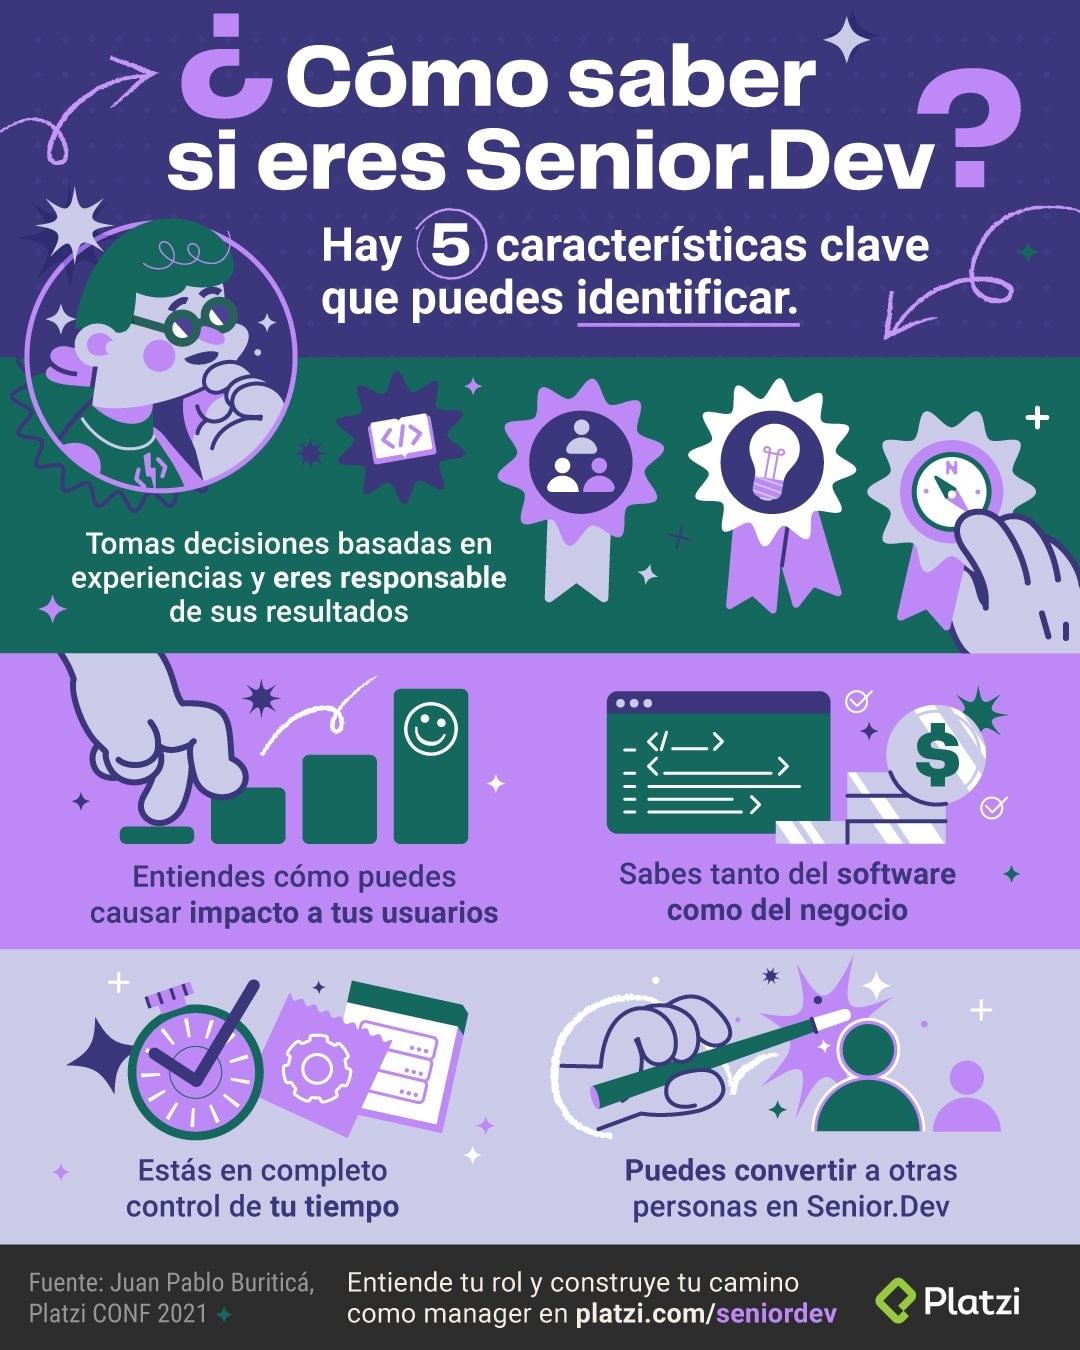 ¿Cómo saber
si eres Senior.Dev?
Hay 5 características clave
que puedes identificar.
</>
N
Tomas decisiones basadas en
experiencias y eres responsable
de sus resultados
</ >
< >
>
$
Entiendes cómo puedes
causar impacto a tus usuarios
Sabes tanto del software
como del negocio
Estás en completo
control de tu tiempo
Puedes convertir a otras
personas en Senior.Dev
Fuente: Juan Pablo Buriticá,
Platzi CONF 2021
Entiende tu rol y construye tu camino
como manager en platzi.com/seniordev
Platzi